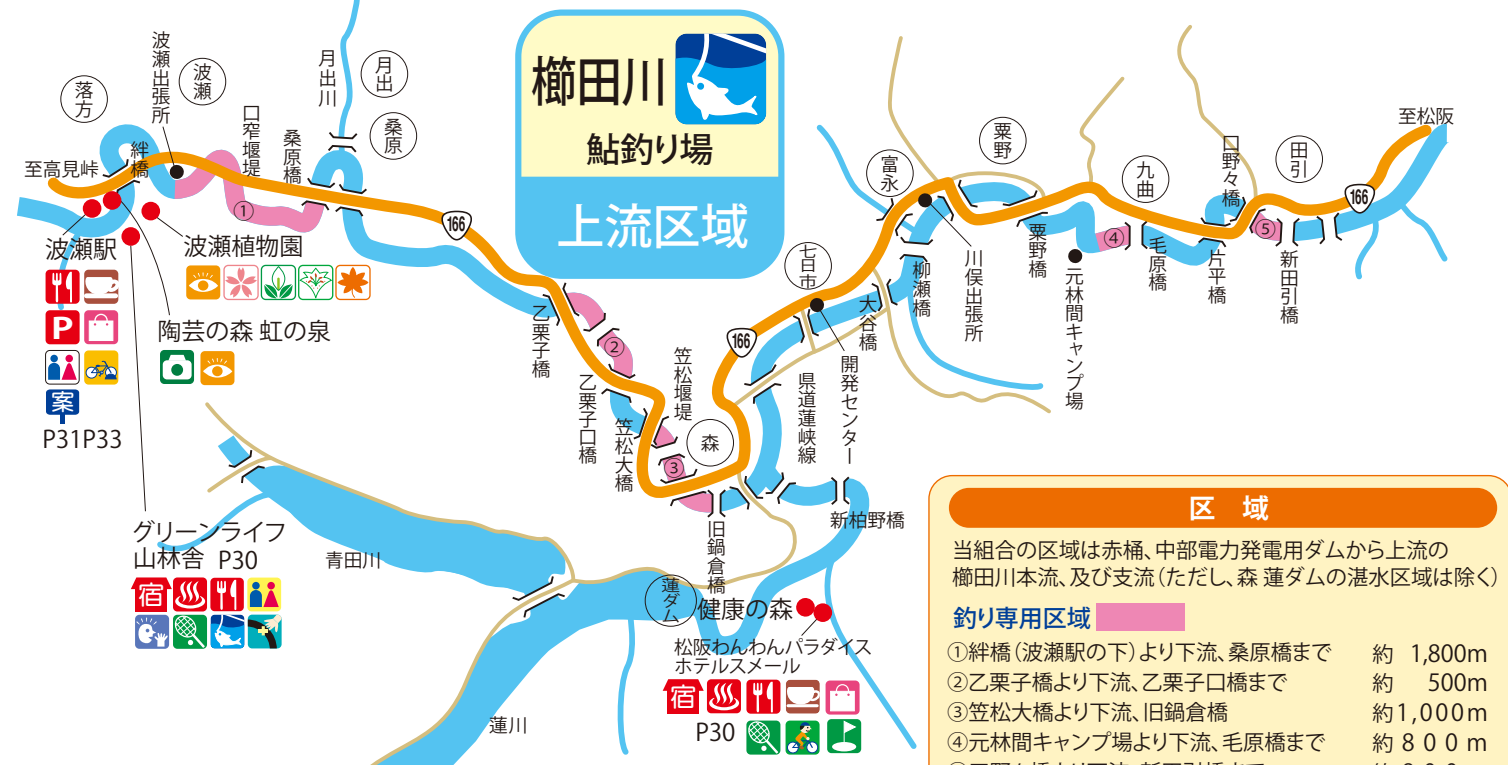 櫛田川
鮎釣り場
上流区域
落方
波瀬出張所
波瀬
口窄堰堤
桑原橋
月出川
月出
桑原
絆橋
至高見峠
①
166
波瀬駅
波瀬植物園
陶芸の森 虹の泉
P
案
P31P33
グリーンライフ
山林舎 P30
宿
乙栗子橋
②
乙栗子口橋
笠松大橋
笠松堰堤
③
森
旧鍋倉橋
166
七日市
県道蓮峡線
開発センター
大谷橋
新柏野橋
富永
柳瀬橋
川俣出張所
粟野
粟野橋
元林間キャンプ場
④
九曲
毛原橋
片平橋
口野々橋
⑤
田引
新田引橋
166
至松阪
青田川
蓮ダム
蓮川
健康の森
松阪わんわんパラダイス
ホテルスメール
宿
P30
区 域
当組合の区域は赤桶、中部電力発電用ダムから上流の
櫛田川本流、及び支流(ただし、森 蓮ダムの湛水区域は除く)
釣り専用区域
①絆橋(波瀬駅の下)より下流、桑原橋まで 約 1,800m
②乙栗子橋より下流、乙栗子口橋まで 約 500m
③笠松大橋より下流、旧鍋倉橋 約1,000m
④元林間キャンプ場より下流、毛原橋まで 約800m